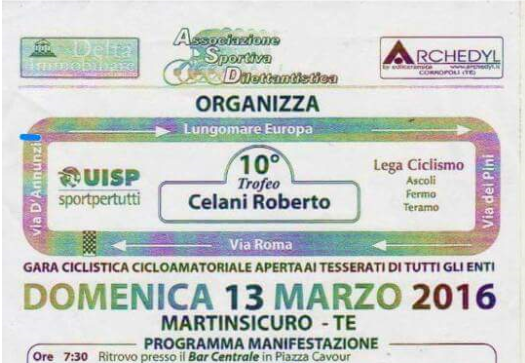 Delta
Immobiliare
Associazione
Sportiva
Dilettantistica
ARCHEDYL
CORROPOLI (TE)
ORGANIZZA
Lungomare Europa
via D'Annunzi
UISP
sportpertutti
10°
Trofeo
Celani Roberto
Lega Ciclismo
Ascoli
Fermo
Teramo
Via dei Pini
Via Roma
GARA CICLISTICA CICLOAMATORIALE APERTA AI TESSERATI DI TUTTI GLI ENTI
DOMENICA 13 MARZO 2016
MARTINSICURO - TE
PROGRAMMA MANIFESTAZIONE
Ore 7:30 Ritrovo presso il Bar Centrale in Piazza Cavour